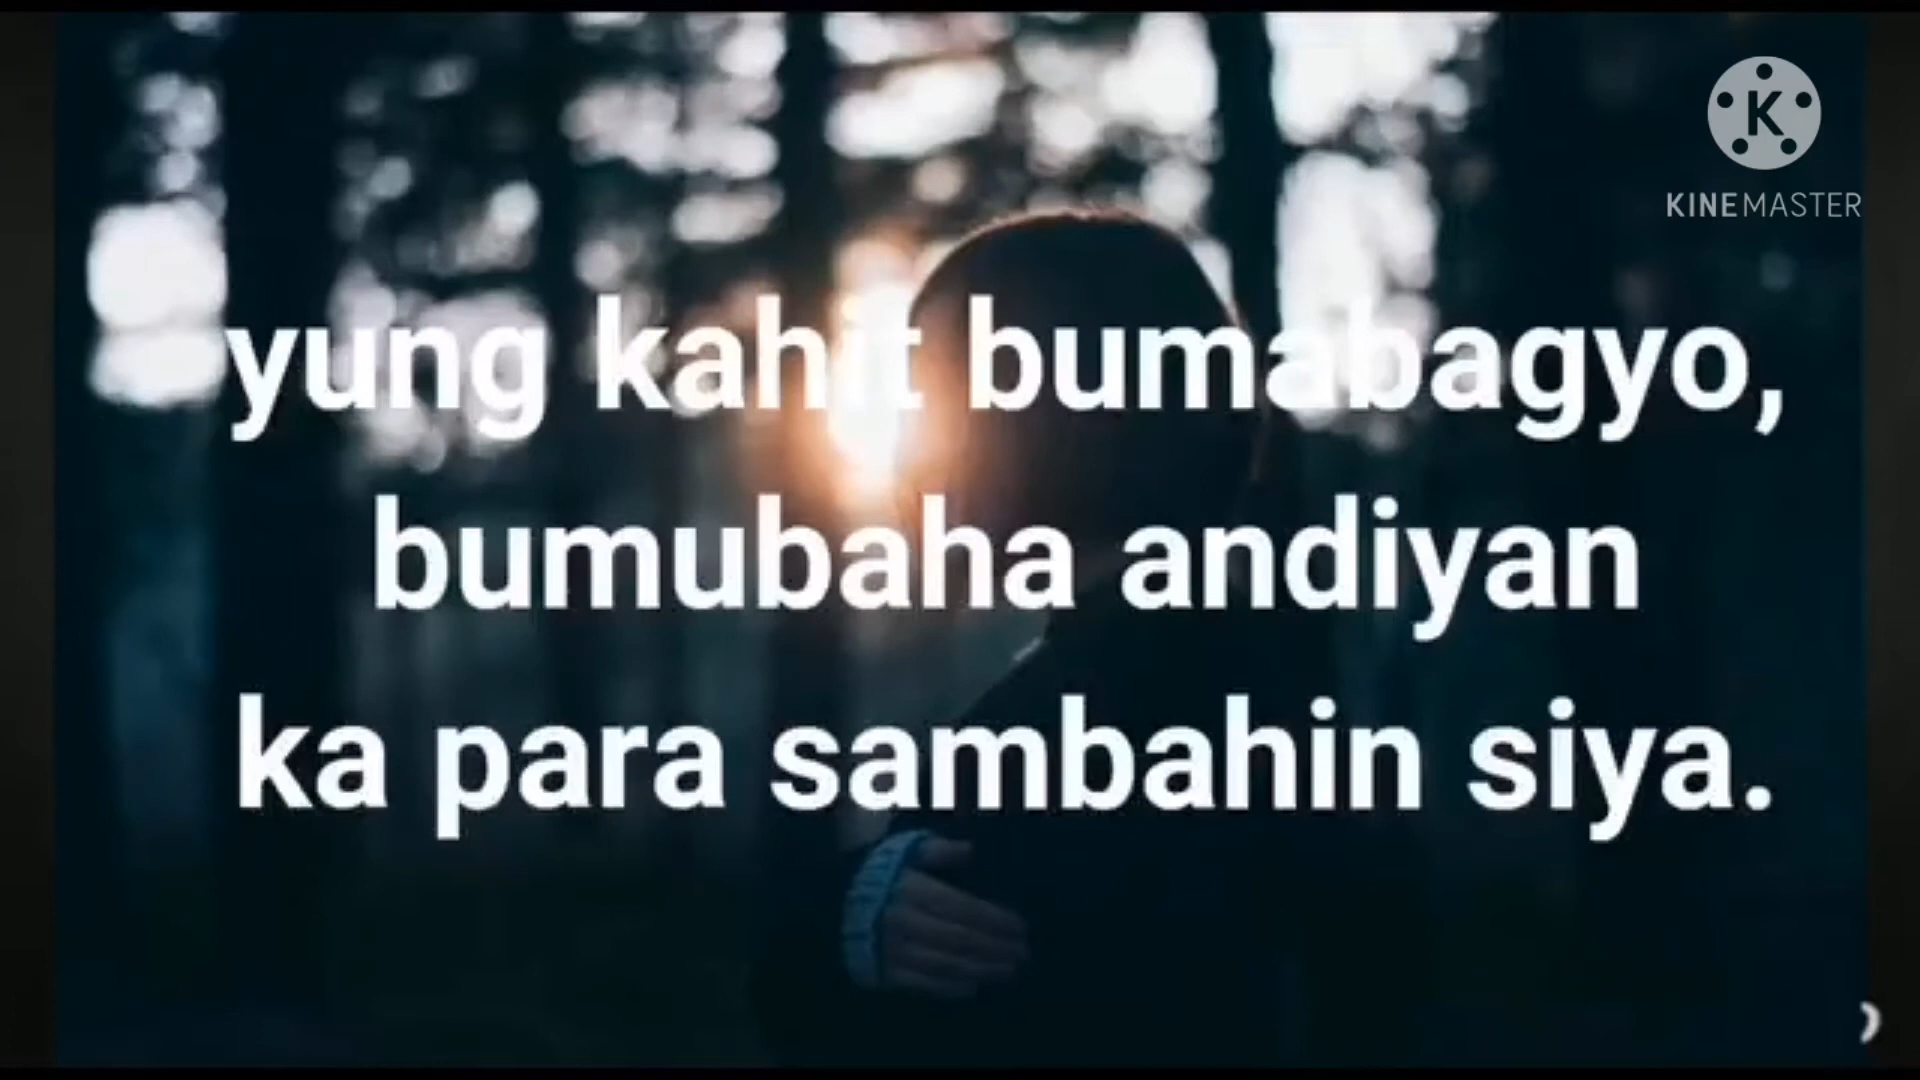 K
KINEMASTER
yung kahit bumabagyo,
bumubaha andiyan
ka para sambahin siya.